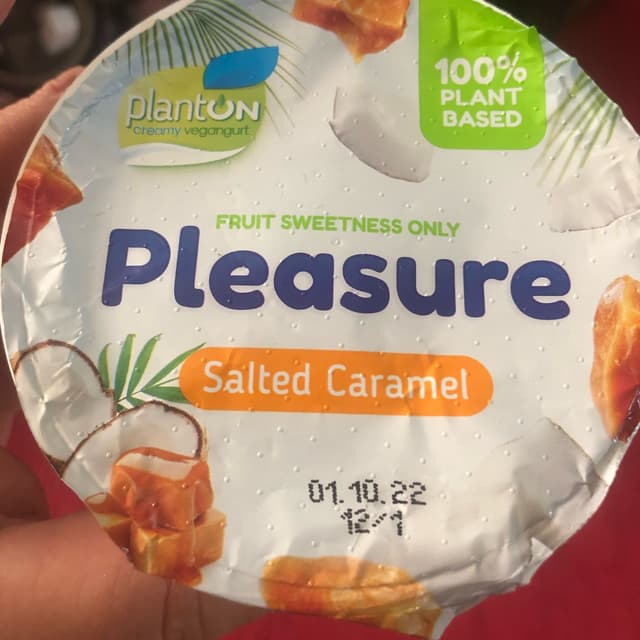 plantON
creamy vegangurt
100%
PLANT
BASED
FRUIT SWEETNESS ONLY
Pleasure
Salted Caramel
01.10.22
12/1